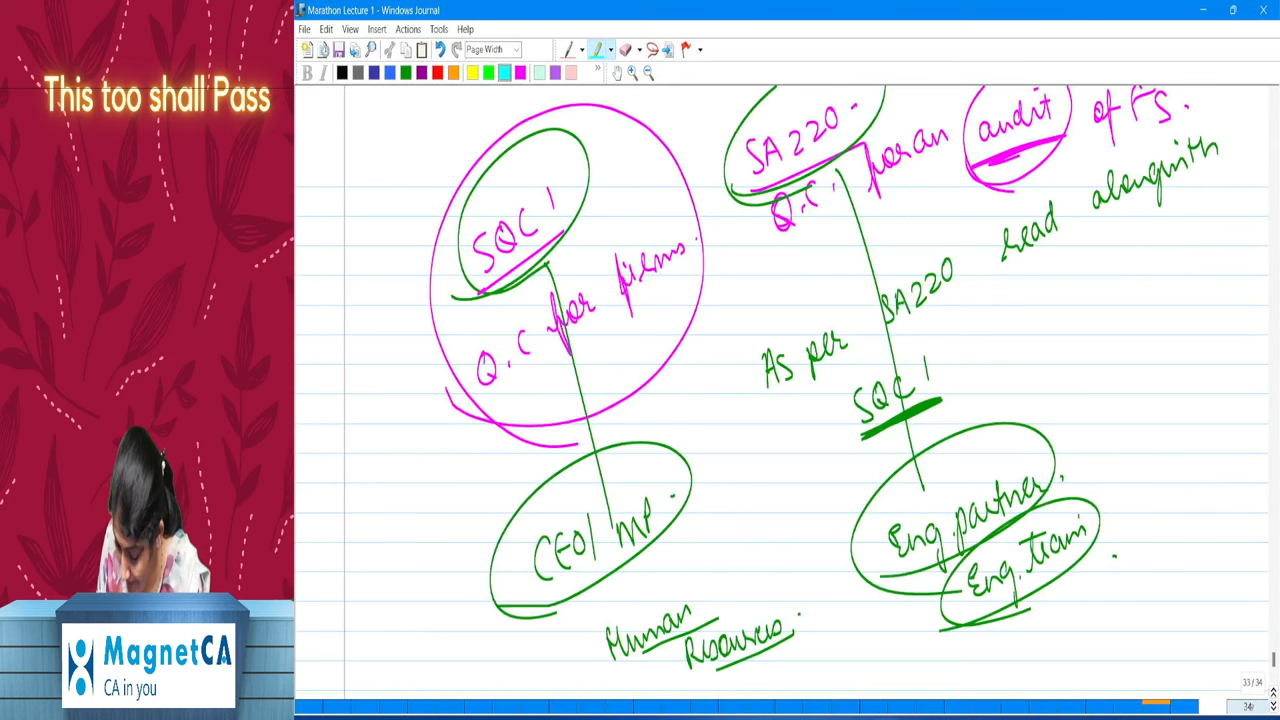 Marathon Lecture 1 - Windows Journal
File Edit View Insert Actions Tools Help
Page Width
B I
This too shall Pass
SQC 1
Q.C for firms.
CEO/ MP.
Human
Resources.
SA 220.
Q.C. for an audit of FS.
As per SA220 read alongwith
SQC 1
Eng. partner.
Eng. team.
MagnetCA
CA in you
33 / 34
34